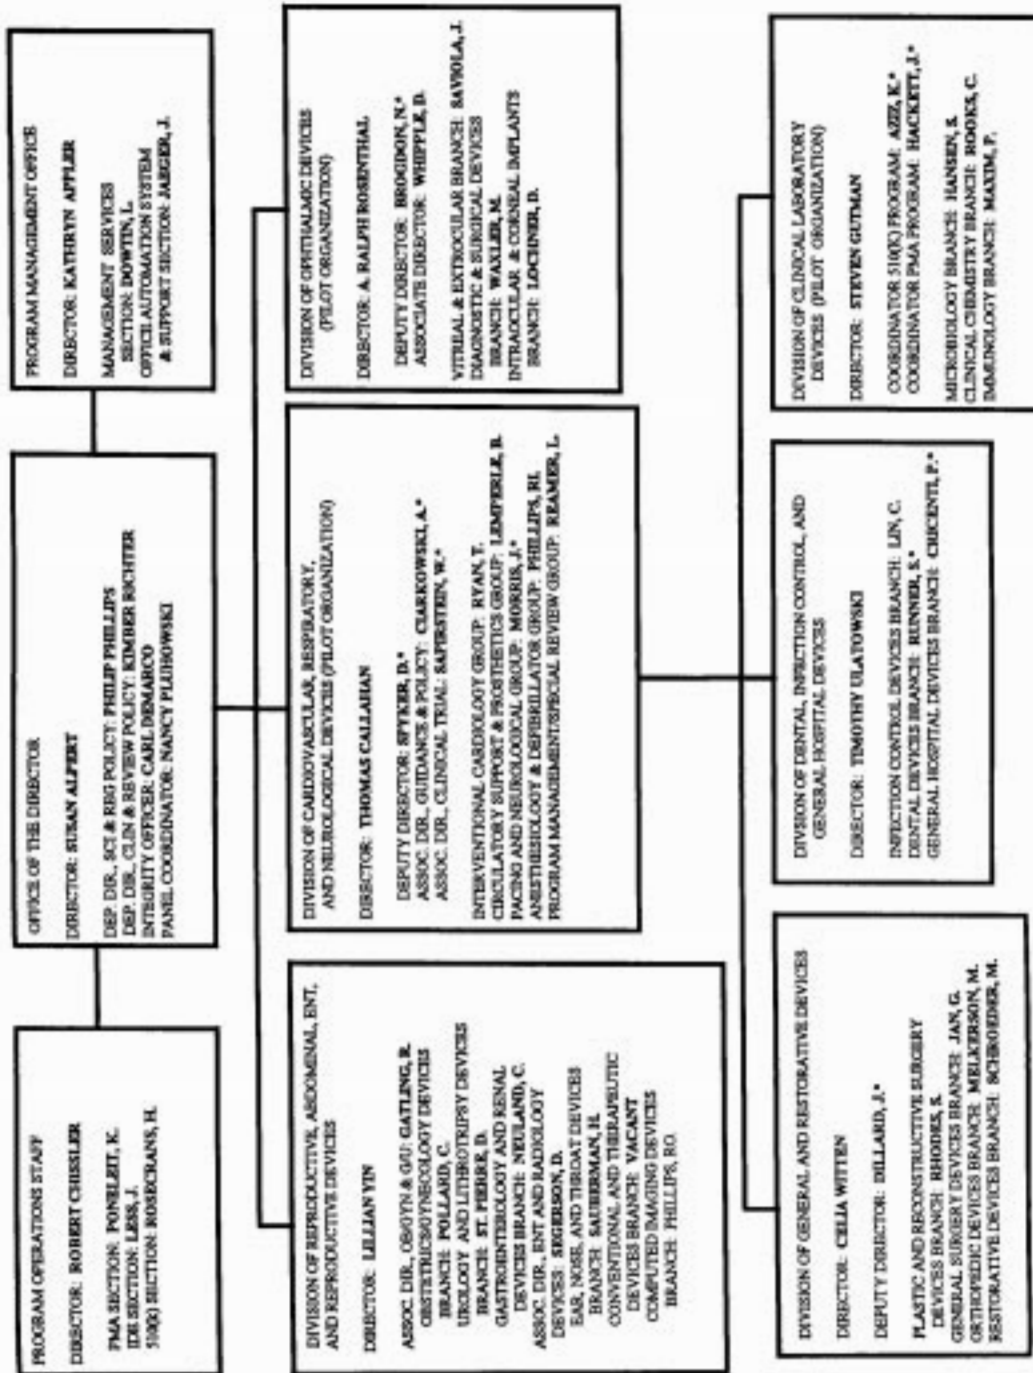 PROGRAM OPERATIONS STAFF
DIRECTOR: ROBERT CHISSLER
PMA SECTION: PONELEIT, K.
IDE SECTION: LESS, J.
510(K) SECTION: ROSECRANS, H.
OFFICE OF THE DIRECTOR
DIRECTOR: SUSAN ALPERT
DEP. DIR., SCI & REG POLICY: PHILIP PHILLIPS
DEP. DIR., CLIN & REVIEW POLICY: KIMBER RICHTER
INTEGRITY OFFICER: CARL DEMARCO
PANEL COORDINATOR: NANCY PLUHOWSKI
PROGRAM MANAGEMENT OFFICE
DIRECTOR: KATHRYN APPLER
MANAGEMENT SERVICES
SECTION: DOWTIN, L.
OFFICE AUTOMATION SYSTEM
& SUPPORT SECTION: JAEGER, J.
DIVISION OF REPRODUCTIVE, ABDOMINAL, ENT,
AND REPRODUCTIVE DEVICES
DIRECTOR: LILLIAN YIN
ASSOC. DIR., OB/GYN & G/U: GATLING, R.
OBSTETRICS/GYNECOLOGY DEVICES
BRANCH: POLLARD, C.
UROLOGY AND LITHROTRIPSY DEVICES
BRANCH: ST. PIERRE, D.
GASTROENTEROLOGY AND RENAL
DEVICES BRANCH: NEULAND, C.
ASSOC. DIR., ENT AND RADIOLOGY
DEVICES: SEGERSON, D.
EAR, NOSE, AND THROAT DEVICES
BRANCH: SAUBERMAN, H.
CONVENTIONAL AND THERAPEUTIC
DEVICES BRANCH: VACANT
COMPUTED IMAGING DEVICES
BRANCH: PHILLIPS, RO.
DIVISION OF CARDIOVASCULAR, RESPIRATORY,
AND NEUROLOGICAL DEVICES (PILOT ORGANIZATION)
DIRECTOR: THOMAS CALLAHAN
DEPUTY DIRECTOR: SPYKER, D.*
ASSOC. DIR., GUIDANCE & POLICY: CIARKOWSKI, A.*
ASSOC. DIR., CLINICAL TRIAL: SAPIRSTEIN, W.*
INTERVENTIONAL CARDIOLOGY GROUP: RYAN, T.
CIRCULATORY SUPPORT & PROSTHETICS GROUP: LEMPERLE, B.
PACING AND NEUROLOGICAL GROUP: MORRIS, J.*
ANESTHESIOLOGY & DEFIBRILLATOR GROUP: PHILLIPS, RI.
PROGRAM MANAGEMENT/SPECIAL REVIEW GROUP: REAMER, L.
DIVISION OF OPHTHALMIC DEVICES
(PILOT ORGANIZATION)
DIRECTOR: A. RALPH ROSENTHAL
DEPUTY DIRECTOR: BROGDON, N.*
ASSOCIATE DIRECTOR: WHIPPLE, D.
VITREAL & EXTROCULAR BRANCH: SAVIOLA, J.
DIAGNOSTIC & SURGICAL DEVICES
BRANCH: WAXLER, M.
INTRAOCULAR & CORNEAL IMPLANTS
BRANCH: LOCHNER, D.
DIVISION OF GENERAL AND RESTORATIVE DEVICES
DIRECTOR: CELIA WITTEN
DEPUTY DIRECTOR: DILLARD, J.*
PLASTIC AND RECONSTRUCTIVE SURGERY
DEVICES BRANCH: RHODES, S.
GENERAL SURGERY DEVICES BRANCH: JAN, G.
ORTHOPEDIC DEVICES BRANCH: MELKERSON, M.
RESTORATIVE DEVICES BRANCH: SCHROEDER, M.
DIVISION OF DENTAL, INFECTION CONTROL, AND
GENERAL HOSPITAL DEVICES
DIRECTOR: TIMOTHY ULATOWSKI
INFECTION CONTROL DEVICES BRANCH: LIN, C.
DENTAL DEVICES BRANCH: RUNNER, S.*
GENERAL HOSPITAL DEVICES BRANCH: CRICENTI, P.*
DIVISION OF CLINICAL LABORATORY
DEVICES (PILOT ORGANIZATION)
DIRECTOR: STEVEN GUTMAN
COORDINATOR 510(K) PROGRAM: AZIZ, K.*
COORDINATOR PMA PROGRAM: HACKETT, J.*
MICROBIOLOGY BRANCH: HANSEN, S.
CLINICAL CHEMISTRY BRANCH: ROOKS, C.
IMMUNOLOGY BRANCH: MAXIM, P.